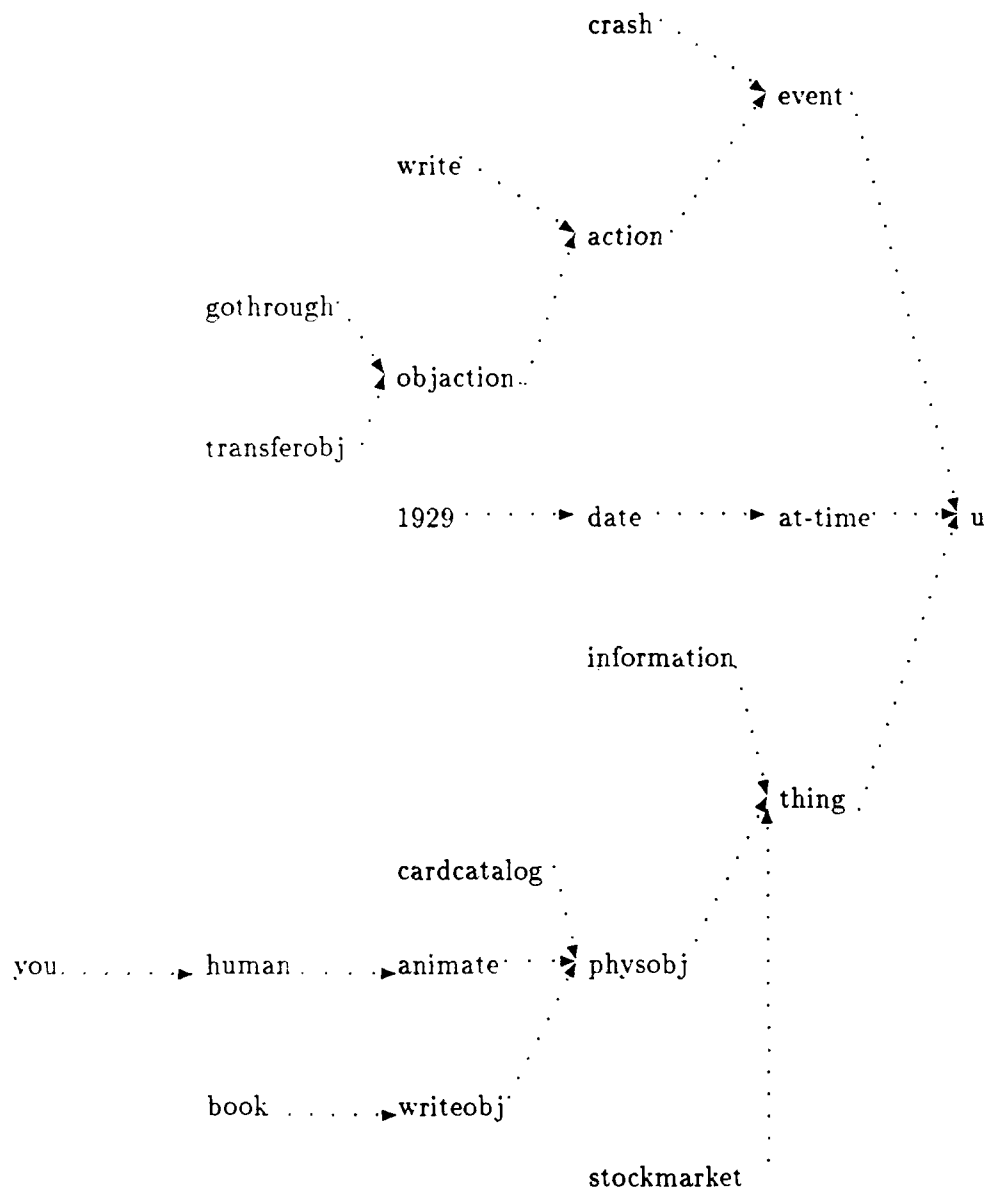 crash
event
write
action
gothrough
objaction
transferobj
1929 date at-time u
information
thing
cardcatalog
you human animate physobj
book writeobj
stockmarket